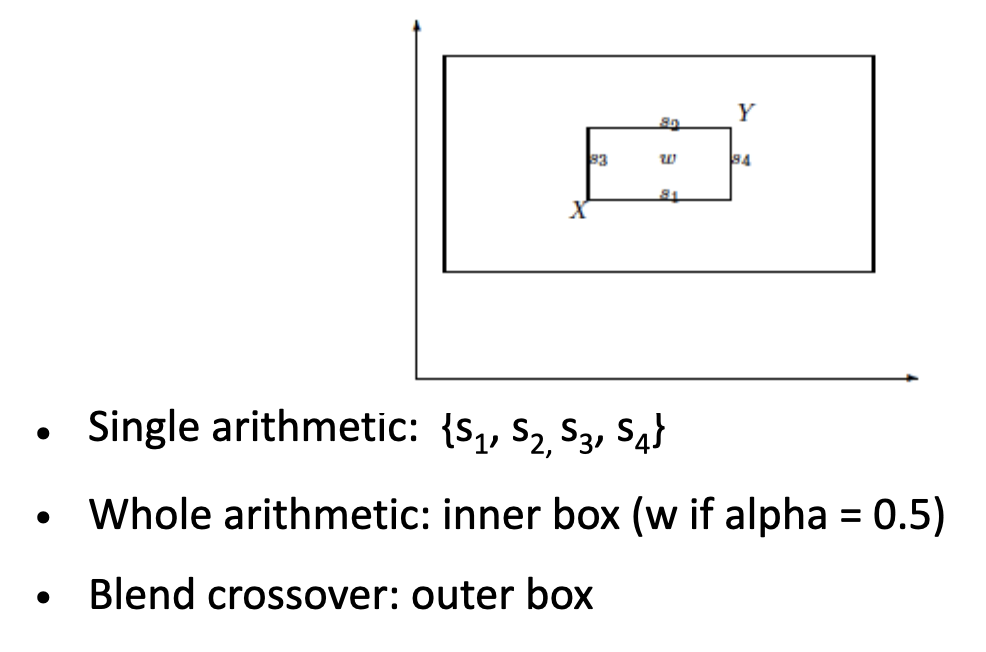 s2 Y
s3 w s4
s1
X
• Single arithmetic: {s1, s2, s3, s4}
• Whole arithmetic: inner box (w if alpha = 0.5)
• Blend crossover: outer box